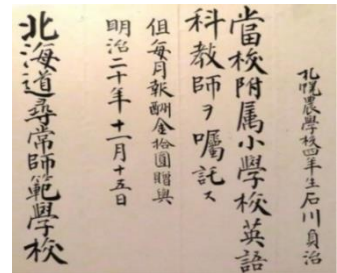 札幌農學校四年生石川貞治
當校附属小學校英語
科教師ヲ囑託ス
但每月報酬金拾圓贈與
明治二十年十一月十五日
北海道尋常師範學校